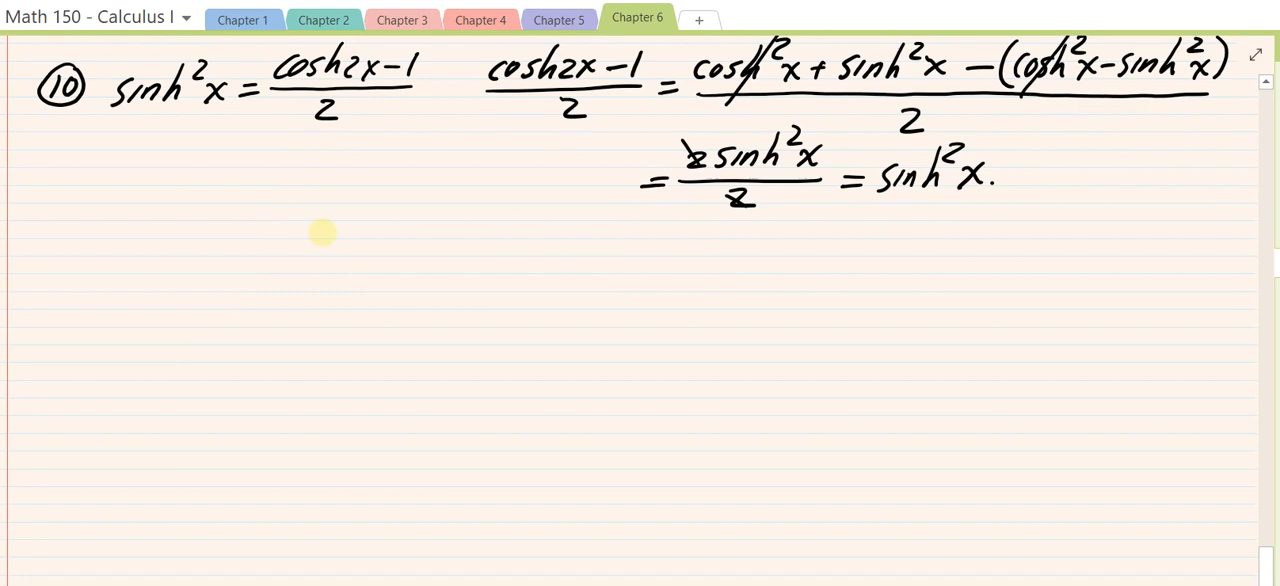 Math 150 - Calculus I Chapter 1 Chapter 2 Chapter 3 Chapter 4 Chapter 5 Chapter 6 +
⑩ sinh²x = (cosh2x-1)/2 (cosh2x-1)/2 = (cosh²x + sinh²x - (cosh²x - sinh²x))/2
= 2sinh²x/2 = sinh²x.